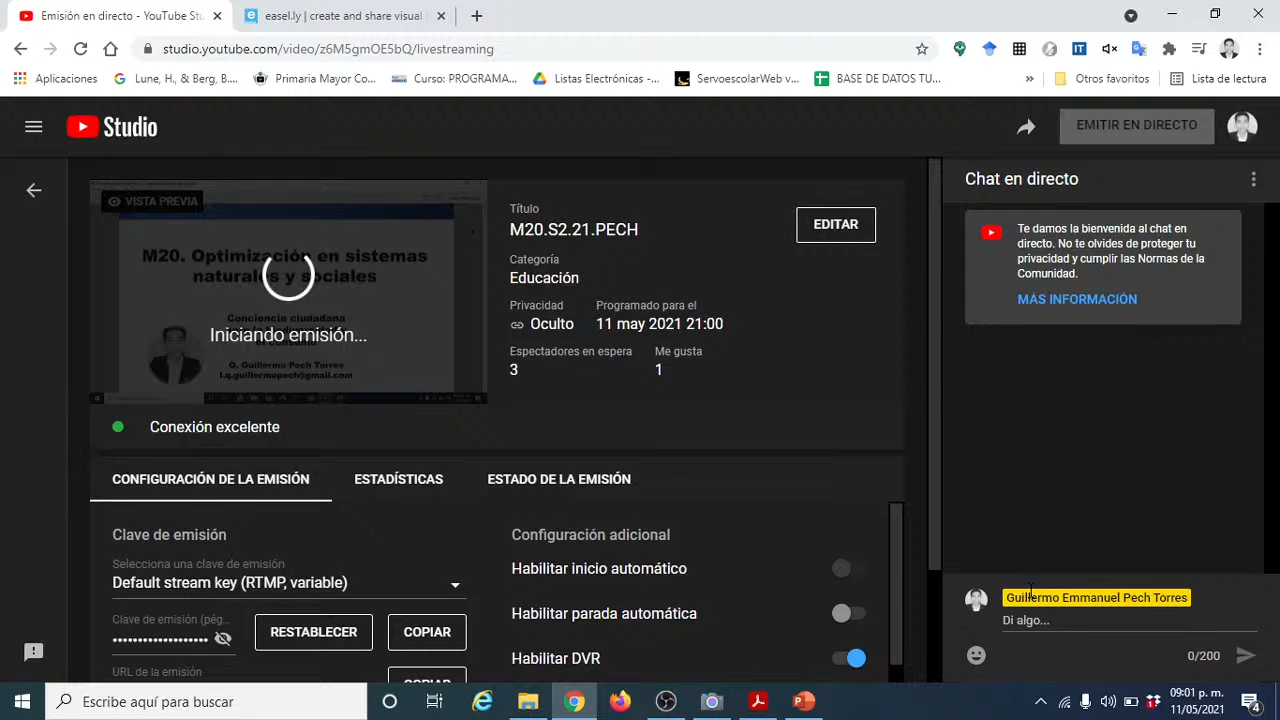 Emisión en directo - YouTube Stu
easel.ly | create and share visual i
studio.youtube.com/video/z6M5gmOE5bQ/livestreaming
Aplicaciones
Lune, H., & Berg, B....
Primaria Mayor Co...
Curso: PROGRAMA...
Listas Electrónicas -...
SenvescolarWeb v...
BASE DE DATOS TU...
»
Otros favoritos
Lista de lectura
Studio
EMITIR EN DIRECTO
VISTA PREVIA
M20. Optimización en sistemas
naturales y sociales
Iniciando emisión...
Conciencia ciudadana
el consumo
Q. Guillermo Pech Torres
i.q.guillermopech@gmail.com
Conexión excelente
Título
M20.S2.21.PECH
EDITAR
Categoría
Educación
Privacidad
Oculto
Programado para el
11 may 2021 21:00
Espectadores en espera
3
Me gusta
1
CONFIGURACIÓN DE LA EMISIÓN
ESTADÍSTICAS
ESTADO DE LA EMISIÓN
Clave de emisión
Selecciona una clave de emisión
Default stream key (RTMP, variable)
Clave de emisión (pég...
••••••••••••••••••
RESTABLECER
COPIAR
URL de la emisión
COPIAR
Configuración adicional
Habilitar inicio automático
Habilitar parada automática
Habilitar DVR
Chat en directo
Te damos la bienvenida al chat en
directo. No te olvides de proteger tu
privacidad y cumplir las Normas de la
Comunidad.
MÁS INFORMACIÓN
Guillermo Emmanuel Pech Torres
Di algo...
0/200
Escribe aquí para buscar
09:01 p. m.
11/05/2021
4